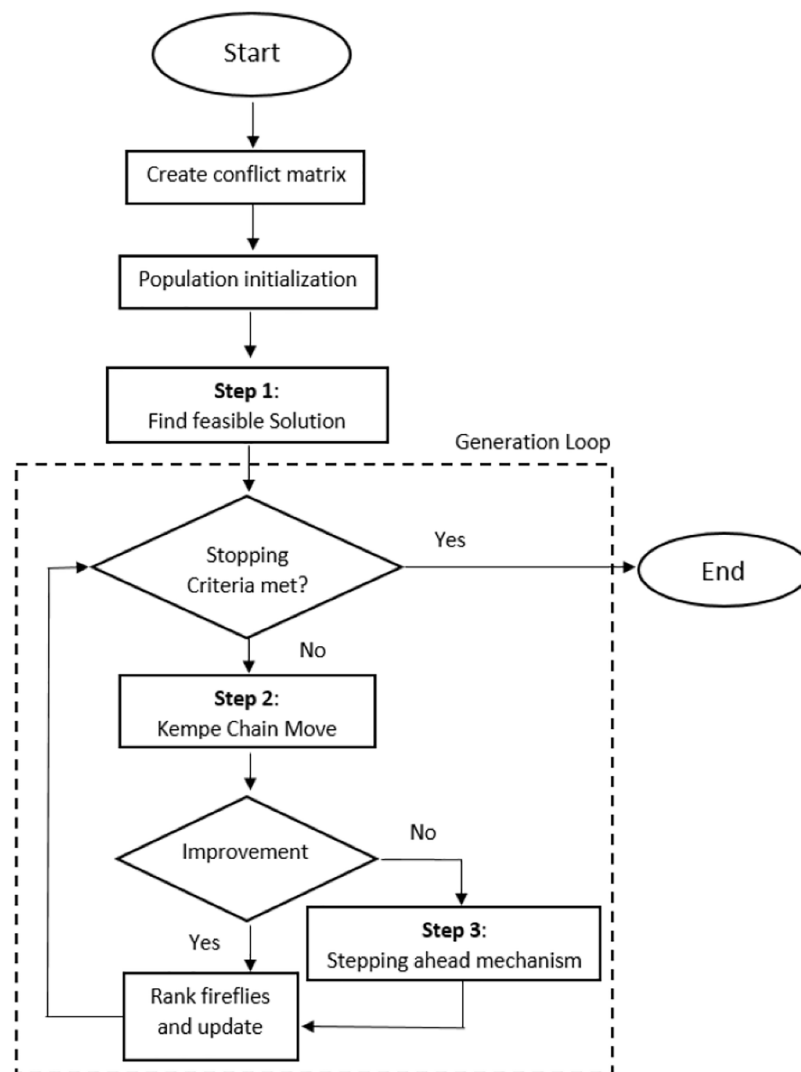 Start
Create conflict matrix
Population initialization
Step 1:
Find feasible Solution
Generation Loop
Stopping
Criteria met?
Yes
End
No
Step 2:
Kempe Chain Move
Improvement
No
Yes
Step 3:
Stepping ahead mechanism
Rank fireflies
and update